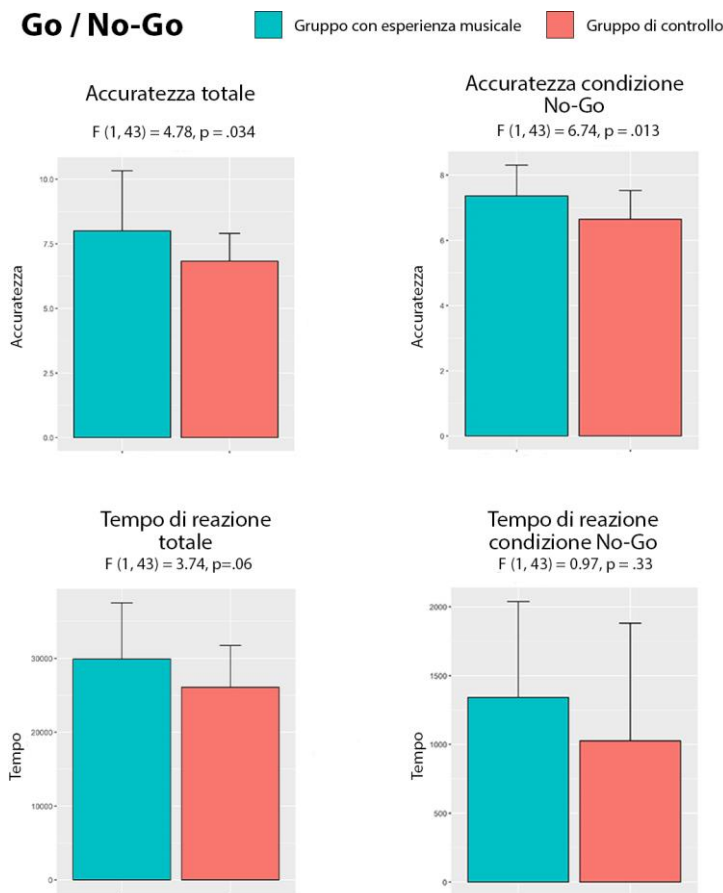 Go / No-Go
Gruppo con esperienza musicale
Gruppo di controllo
Accuratezza totale
F (1, 43) = 4.78, p = .034
Accuratezza
10.0
7.5
5.0
2.5
0.0
Accuratezza condizione
No-Go
F (1, 43) = 6.74, p = .013
Accuratezza
8
6
4
2
0
Tempo di reazione
totale
F (1, 43) = 3.74, p=.06
Tempo
30000
20000
10000
0
Tempo di reazione
condizione No-Go
F (1, 43) = 0.97, p = .33
Tempo
2000
1500
1000
500
0